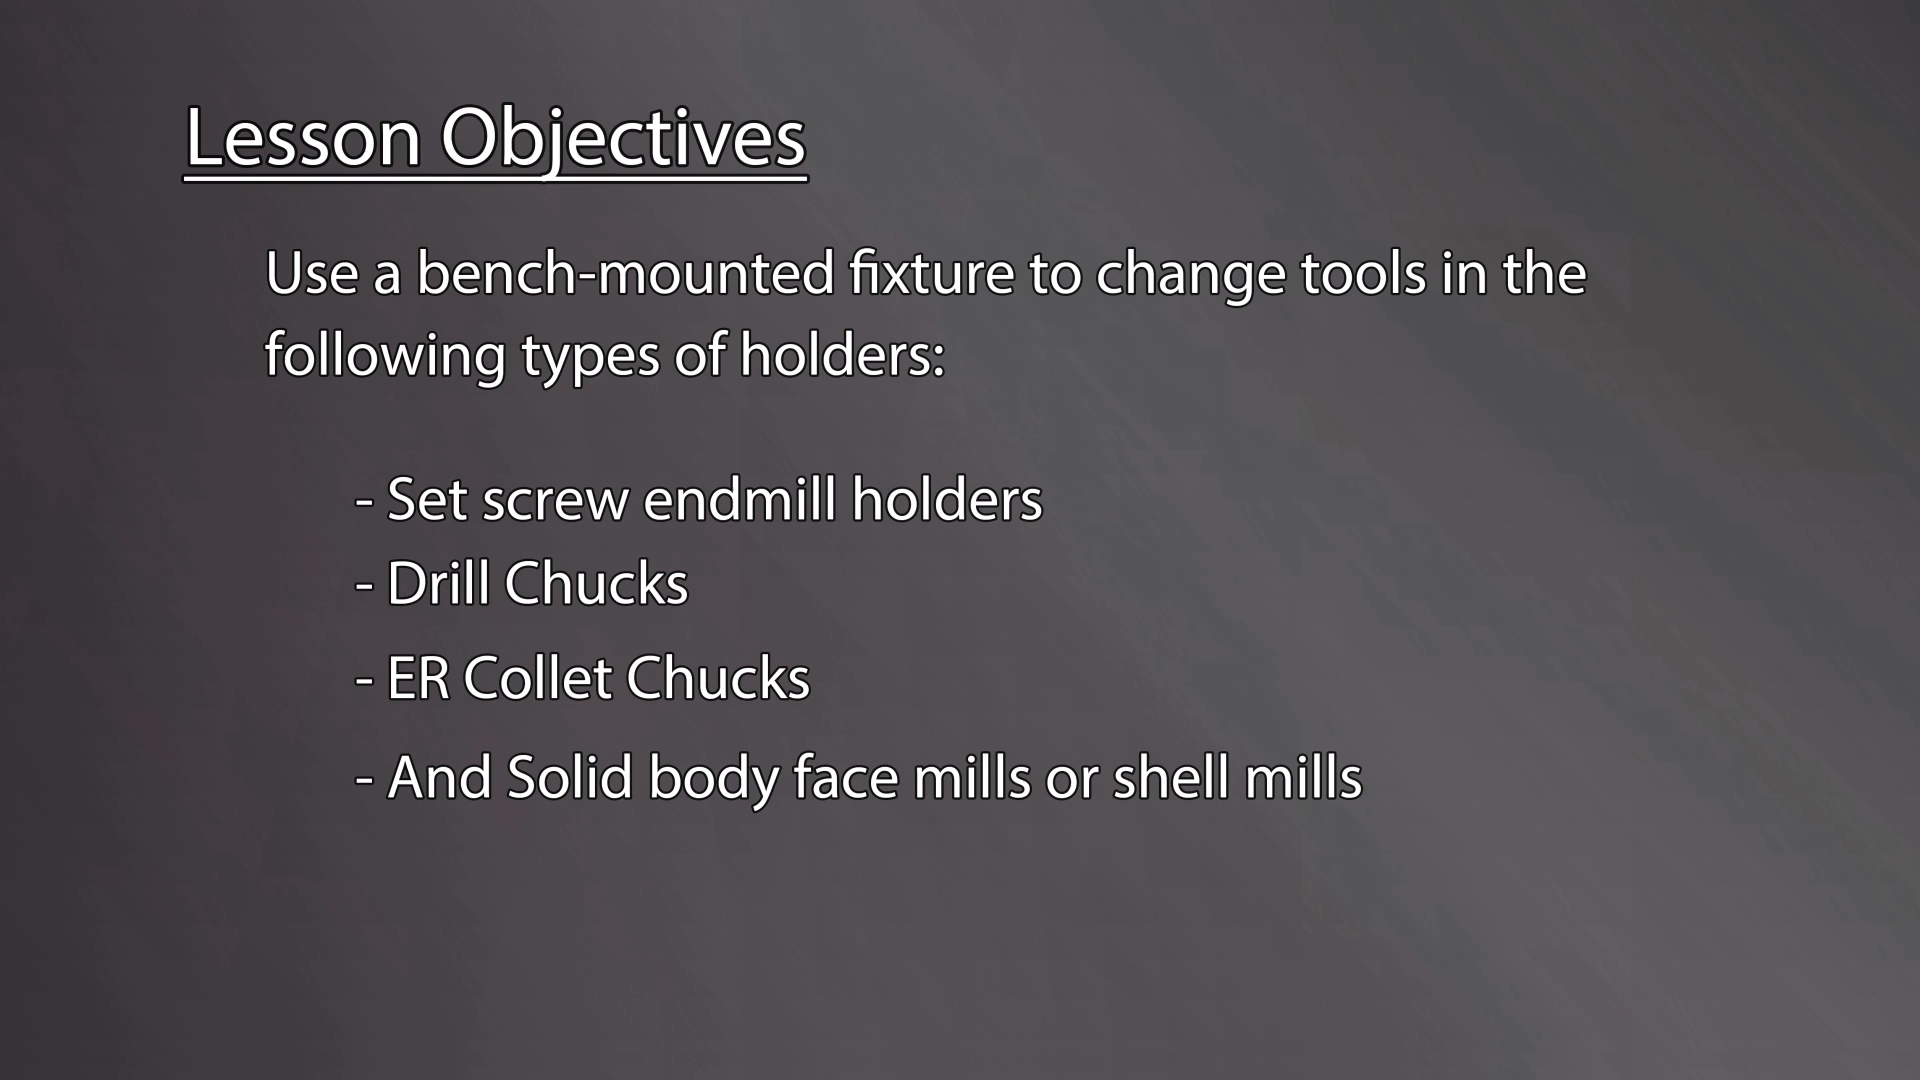 Lesson Objectives
Use a bench-mounted fixture to change tools in the
following types of holders:
- Set screw endmill holders
- Drill Chucks
- ER Collet Chucks
- And Solid body face mills or shell mills